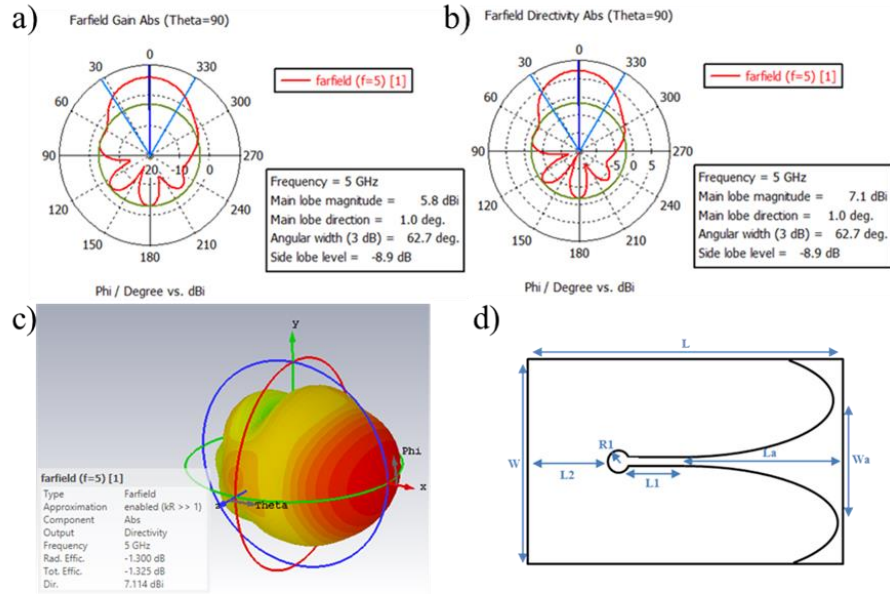 a)
Farfield Gain Abs (Theta=90)
0
30
330
60
300
90
270
120
240
150
210
180
-20
-10
0
farfield (f=5) [1]
Frequency = 5 GHz
Main lobe magnitude = 5.8 dBi
Main lobe direction = 1.0 deg.
Angular width (3 dB) = 62.7 deg.
Side lobe level = -8.9 dB
Phi / Degree vs. dBi
b)
Farfield Directivity Abs (Theta=90)
0
30
330
60
300
90
270
120
240
150
210
180
-5
0
5
farfield (f=5) [1]
Frequency = 5 GHz
Main lobe magnitude = 7.1 dBi
Main lobe direction = 1.0 deg.
Angular width (3 dB) = 62.7 deg.
Side lobe level = -8.9 dB
Phi / Degree vs. dBi
c)
y
Phi
x
Theta
farfield (f=5) [1]
Type Farfield
Approximation enabled (kR >> 1)
Component Abs
Output Directivity
Frequency 5 GHz
Rad. Effic. -1.300 dB
Tot. Effic. -1.325 dB
Dir. 7.114 dBi
d)
L
W
R1
La
Wa
L2
L1